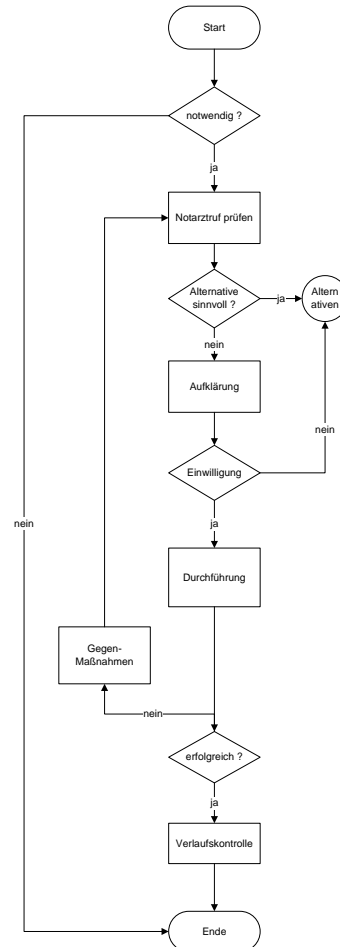 Start
notwendig ?
ja
Notarztruf prüfen
Alternative
sinnvoll ?
ja
Altern
ativen
nein
Aufklärung
nein
Einwilligung
nein
ja
Durchführung
Gegen-
Maßnahmen
nein
erfolgreich ?
ja
Verlaufskontrolle
Ende